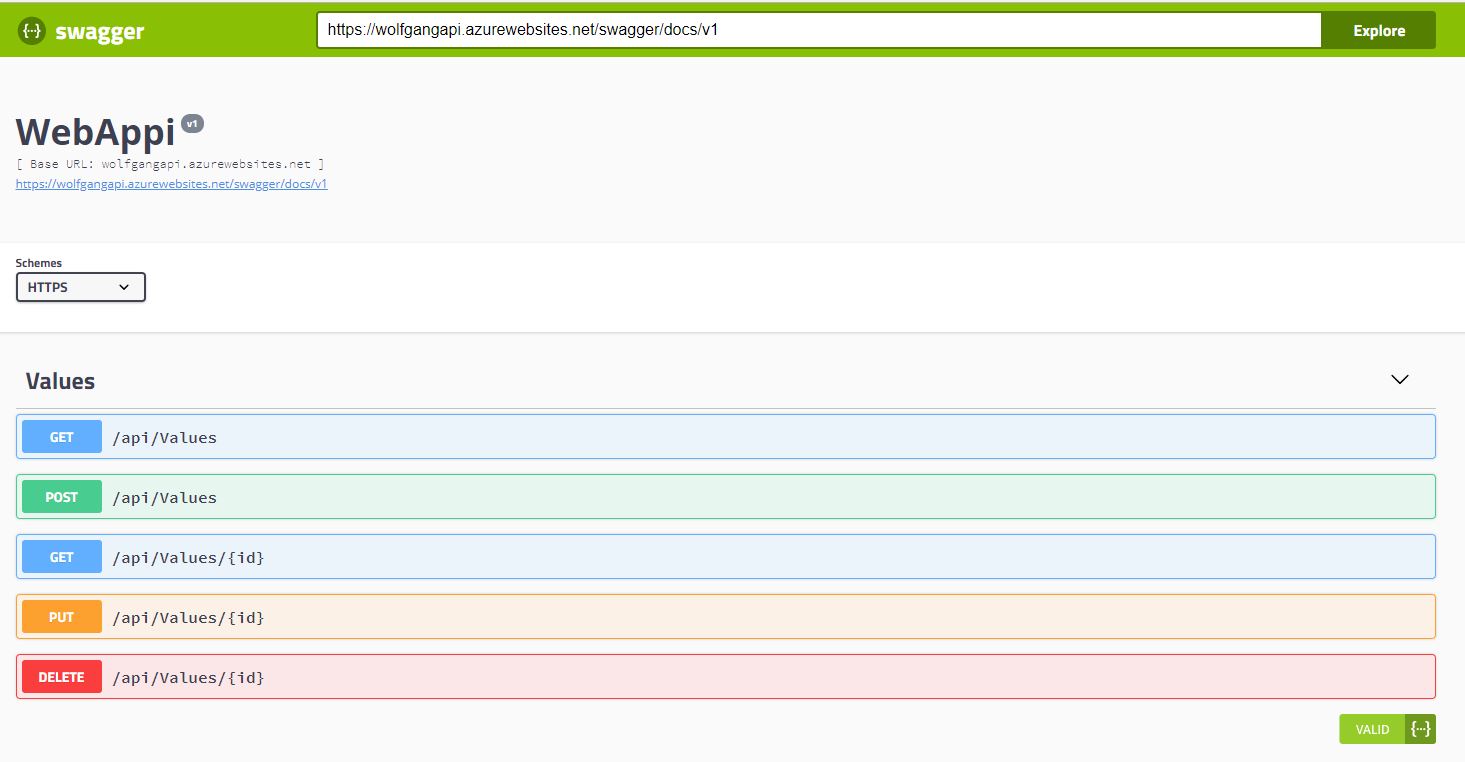 {...} swagger https://wolfgangapi.azurewebsites.net/swagger/docs/v1 Explore
WebAppi v1
[ Base URL: wolfgangapi.azurewebsites.net ]
https://wolfgangapi.azurewebsites.net/swagger/docs/v1
Schemes
HTTPS
Values
GET /api/Values
POST /api/Values
GET /api/Values/{id}
PUT /api/Values/{id}
DELETE /api/Values/{id}
VALID {...}